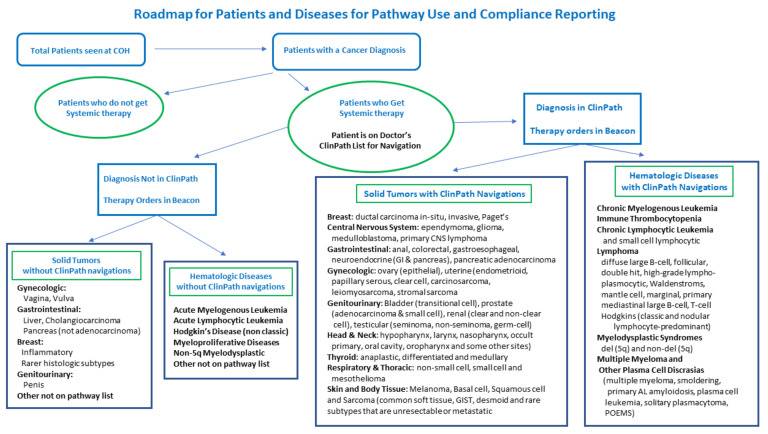 Roadmap for Patients and Diseases for Pathway Use and Compliance Reporting
Total Patients seen at COH
Patients with a Cancer Diagnosis
Patients who do not get
Systemic therapy
Patients who Get
Systemic therapy
Patient is on Doctor's
ClinPath List for Navigation
Diagnosis in ClinPath
Therapy orders in Beacon
Diagnosis Not in ClinPath
Therapy Orders in Beacon
Solid Tumors
without ClinPath navigations
Gynecologic:
Vagina, Vulva
Gastrointestinal:
Liver, Cholangiocarcinoma
Pancreas (not adenocarcinoma)
Breast:
Inflammatory
Rarer histologic subtypes
Genitourinary:
Penis
Other not on pathway list
Hematologic Diseases
without ClinPath navigations
Acute Myelogenous Leukemia
Acute Lymphocytic Leukemia
Hodgkin's Disease (non classic)
Myeloproliferative Diseases
Non-5q Myelodysplastic
Other not on pathway list
Solid Tumors with ClinPath Navigations
Breast: ductal carcinoma in-situ, invasive, Paget's
Central Nervous System: ependymoma, glioma,
medulloblastoma, primary CNS lymphoma
Gastrointestinal: anal, colorectal, gastroesophageal,
neuroendocrine (GI & pancreas), pancreatic adenocarcinoma
Gynecologic: ovary (epithelial), uterine (endometrioid,
papillary serous, clear cell, carcinosarcoma,
leiomyosarcoma, stromal sarcoma
Genitourinary: Bladder (transitional cell), prostate
(adenocarcinoma & small cell), renal (clear and non-clear
cell), testicular (seminoma, non-seminoma, germ-cell)
Head & Neck: hypopharynx, larynx, nasopharynx, occult
primary, oral cavity, oropharynx and some other sites)
Thyroid: anaplastic, differentiated and medullary
Respiratory & Thoracic: non-small cell, small cell and
mesothelioma
Skin and Body Tissue: Melanoma, Basal cell, Squamous cell
and Sarcoma (common soft tissue, GIST, desmoid and rare
subtypes that are unresectable or metastatic
Hematologic Diseases
with ClinPath Navigations
Chronic Myelogenous Leukemia
Immune Thrombocytopenia
Chronic Lymphocytic Leukemia
and small cell lymphocytic
Lymphoma
diffuse large B-cell, follicular,
double hit, high-grade lympho-
plasmocytic, Waldenstroms,
mantle cell, marginal, primary
mediastinal large B-cell, T-cell
Hodgkins (classic and nodular
lymphocyte-predominant)
Myelodysplastic Syndromes
del (5q) and non-del (5q)
Multiple Myeloma and
Other Plasma Cell Discrasias
(multiple myeloma, smoldering,
primary AL amyloidosis, plasma cell
leukemia, solitary plasmacytoma,
POEMS)